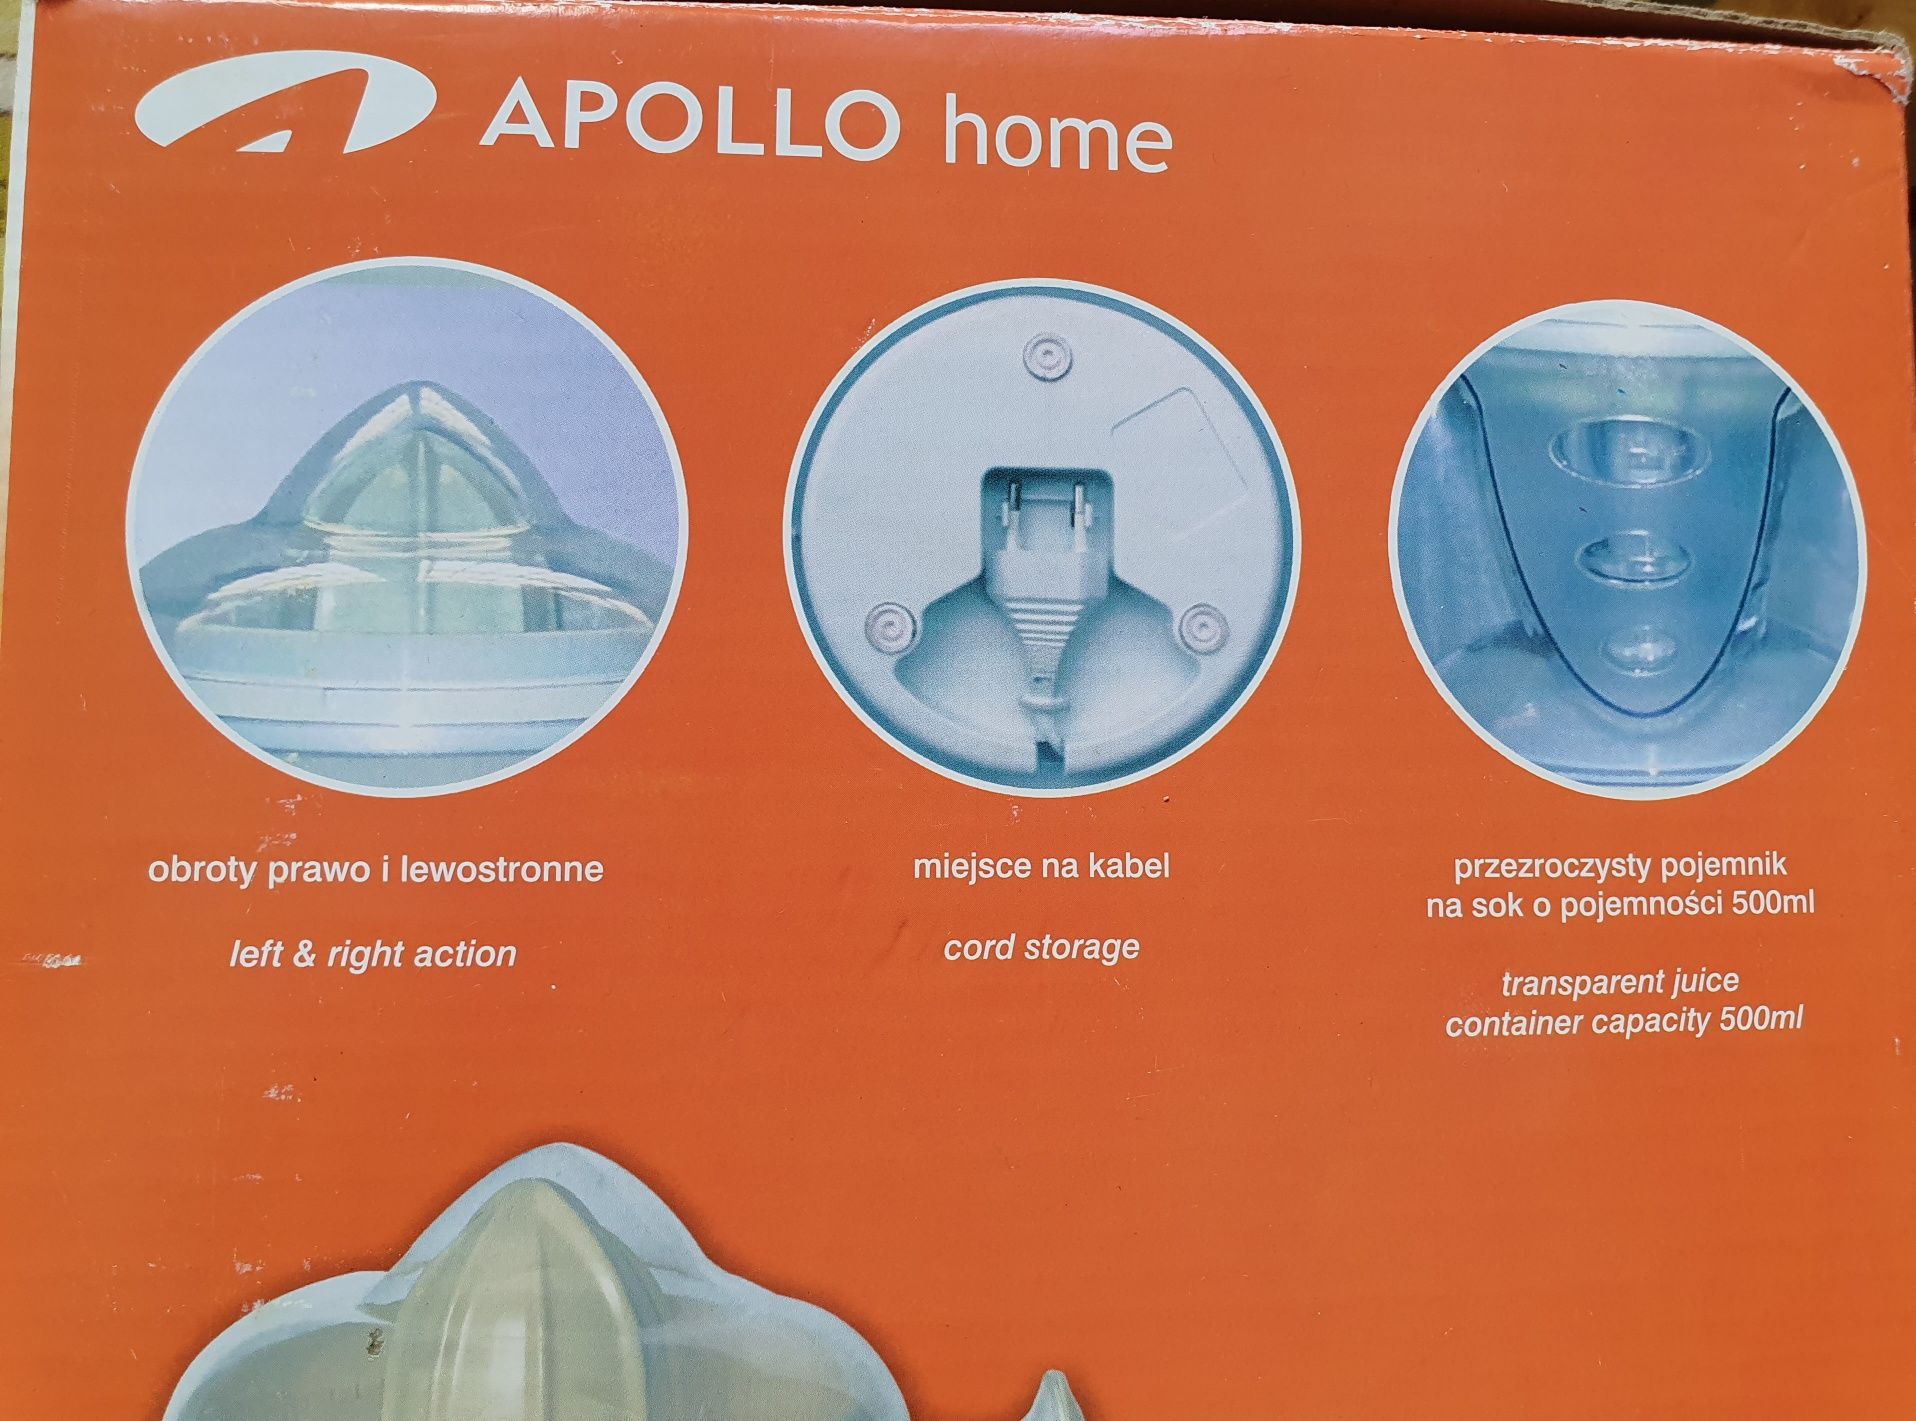 APOLLO home
obroty prawo i lewostronne
left & right action
miejsce na kabel
cord storage
przezroczysty pojemnik
na sok o pojemności 500ml
transparent juice
container capacity 500ml